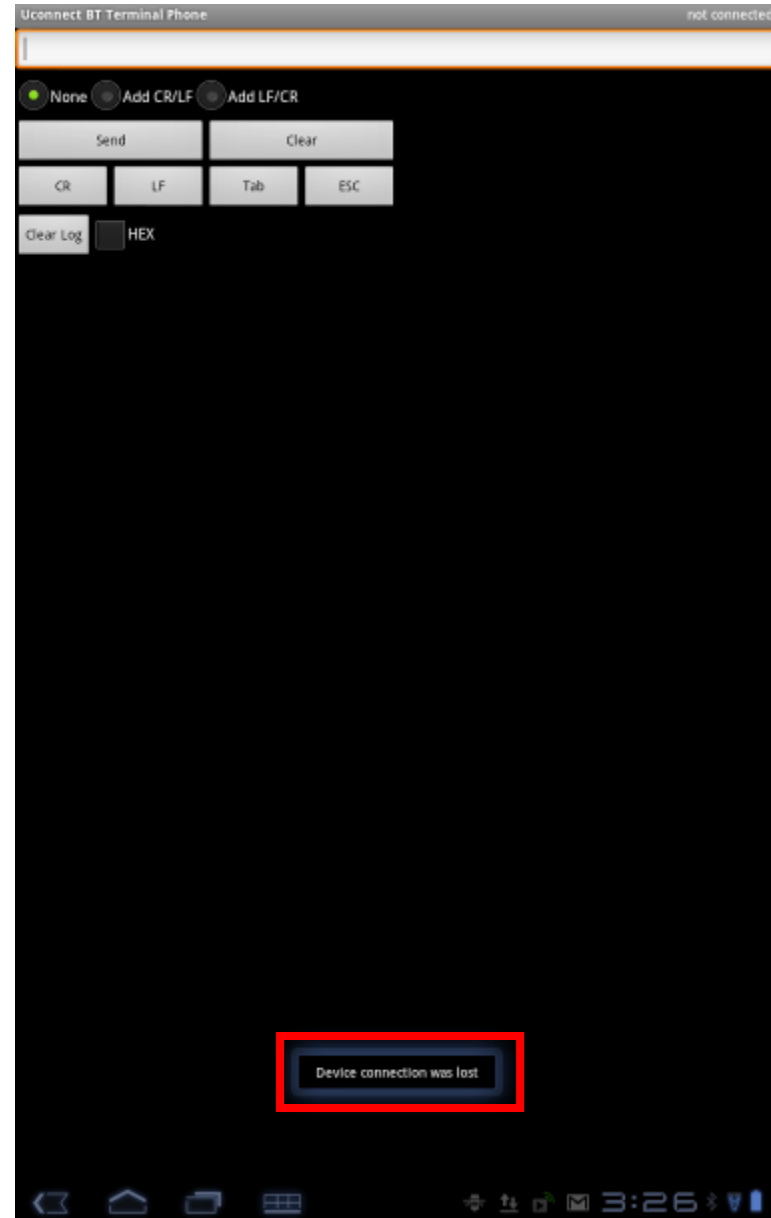 Uconnect BT Terminal Phone not connected
None Add CR/LF Add LF/CR
Send Clear
CR LF Tab ESC
Clear Log HEX
Device connection was lost
3:26